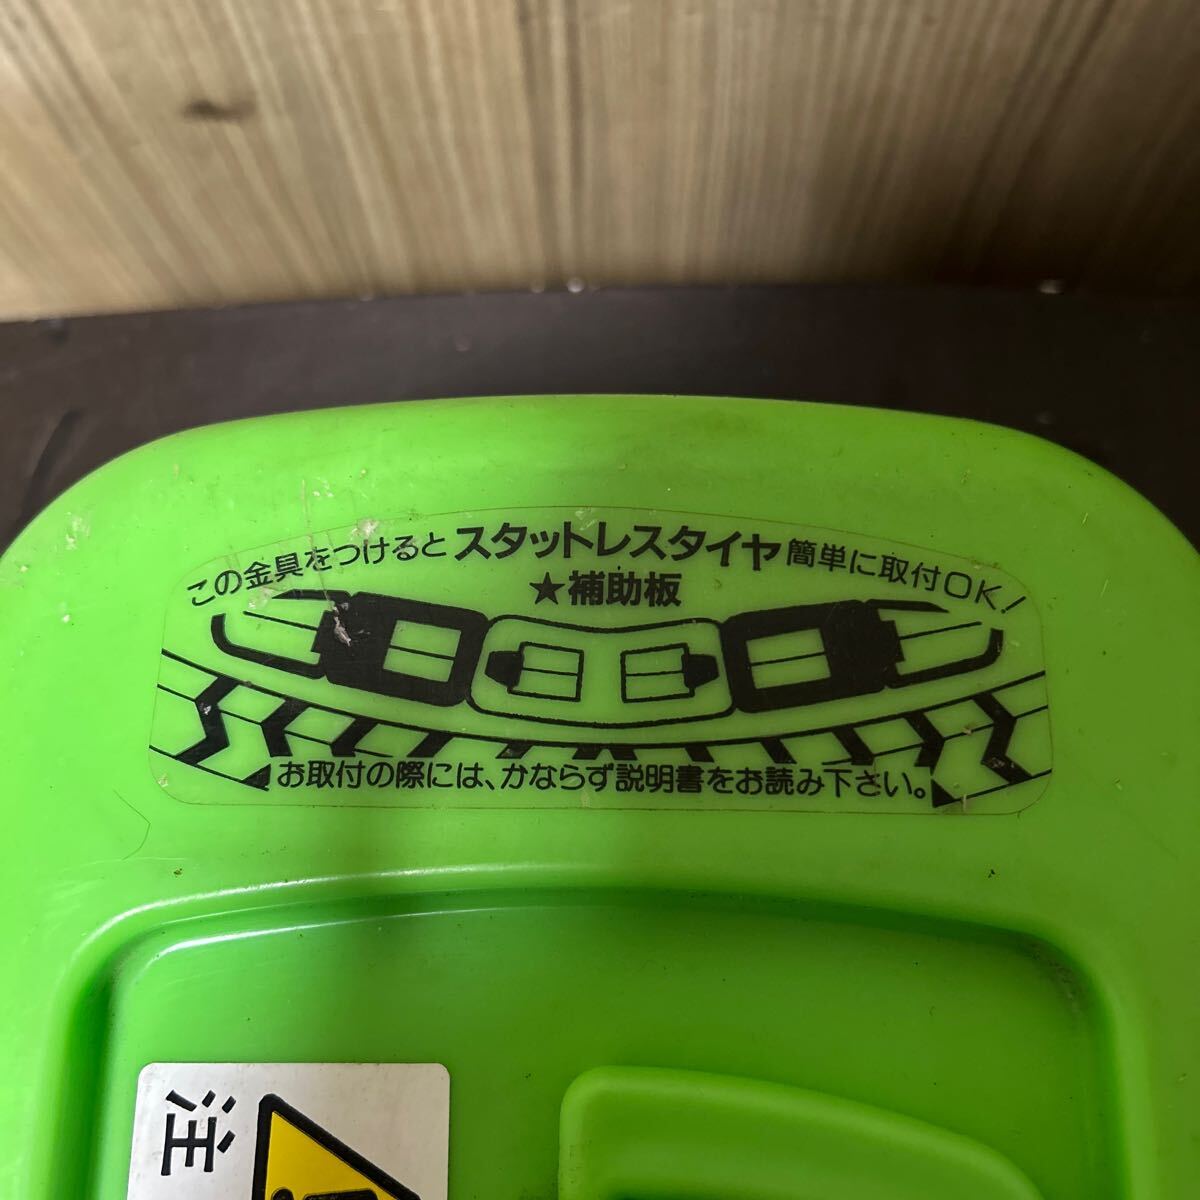 この金具をつけるとスタットレスタイヤ簡単に取付OK!
★補助板
お取付の際には、かならず説明書をお読み下さい。
注